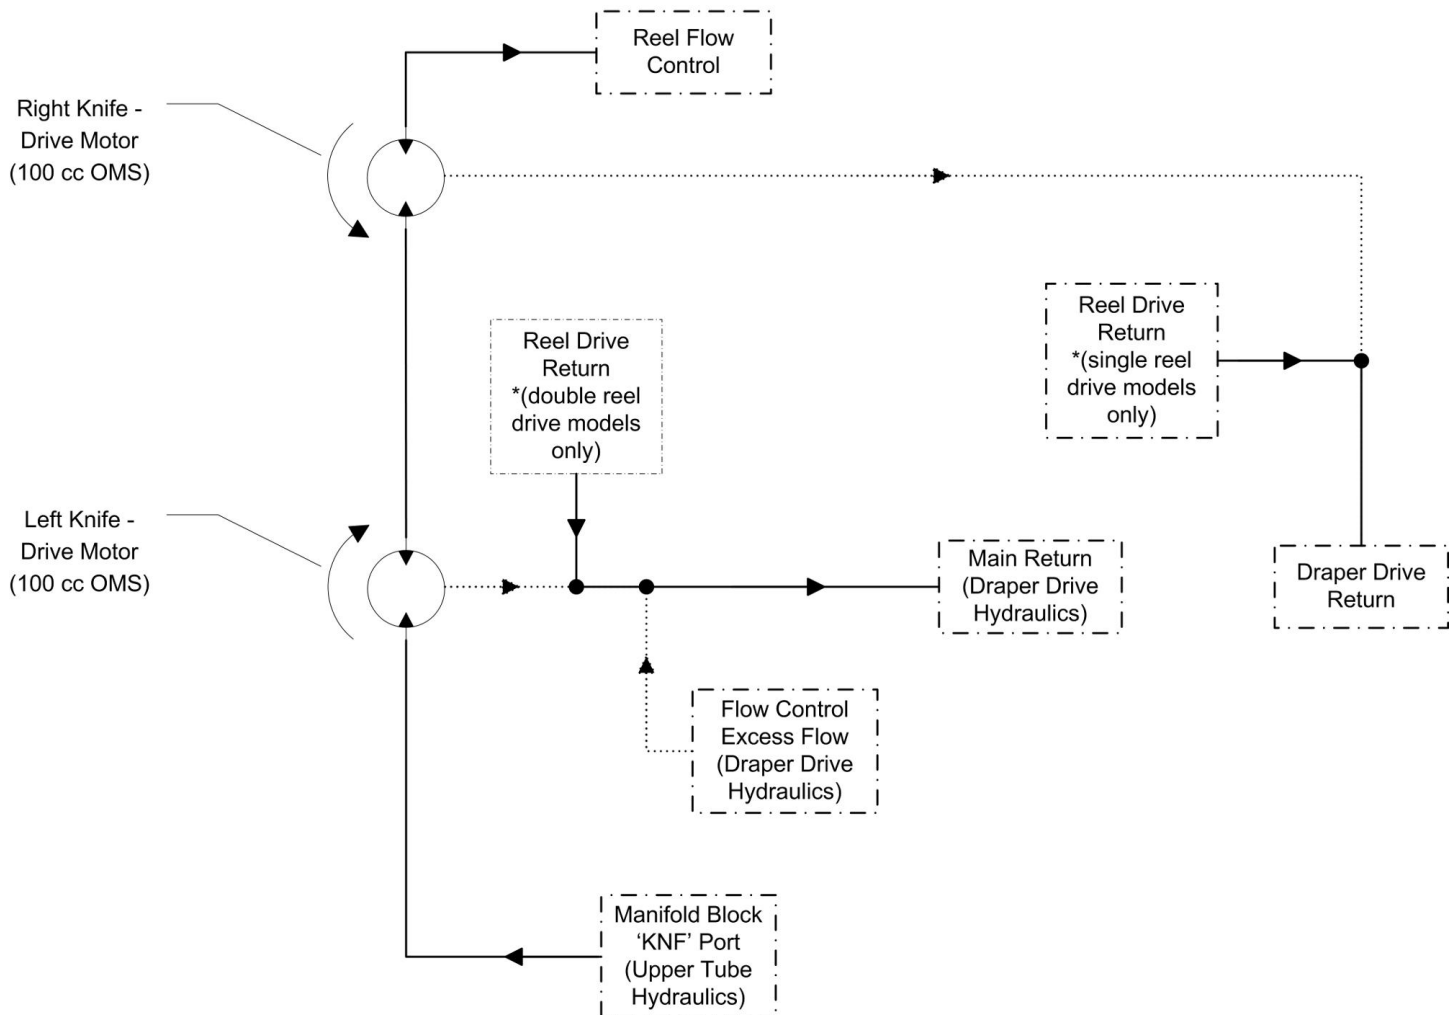 Reel Flow
Control
Right Knife -
Drive Motor
(100 cc OMS)
Reel Drive
Return
*(single reel
drive models
only)
Reel Drive
Return
*(double reel
drive models
only)
Left Knife -
Drive Motor
(100 cc OMS)
Main Return
(Draper Drive
Hydraulics)
Draper Drive
Return
Flow Control
Excess Flow
(Draper Drive
Hydraulics)
Manifold Block
‘KNF’ Port
(Upper Tube
Hydraulics)